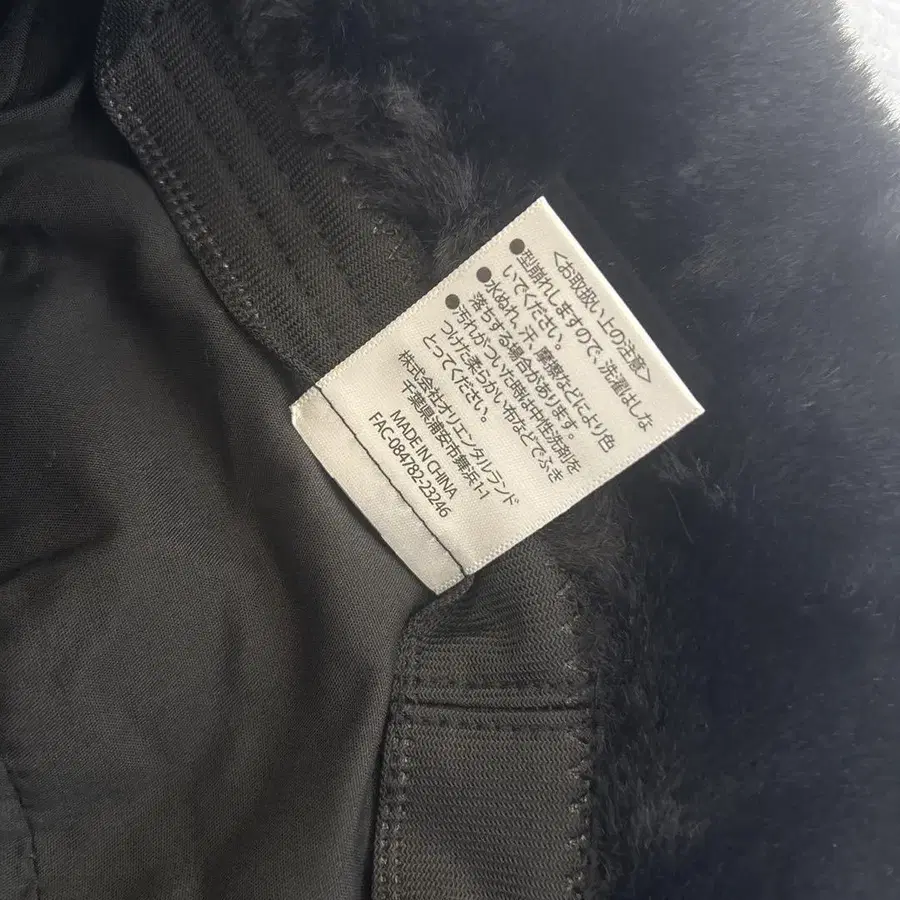 〈お取扱い上の注意〉
●型崩れしますので、洗濯はしな
いでください。
●水ぬれ、汗、摩擦などにより色
落ちする場合があります。
●汚れがついた時は中性洗剤を
つけた柔らかい布などでふき
とってください。
株式会社オリエンタルランド
千葉県浦安市舞浜1-1
MADE IN CHINA
FAC-084782-23246